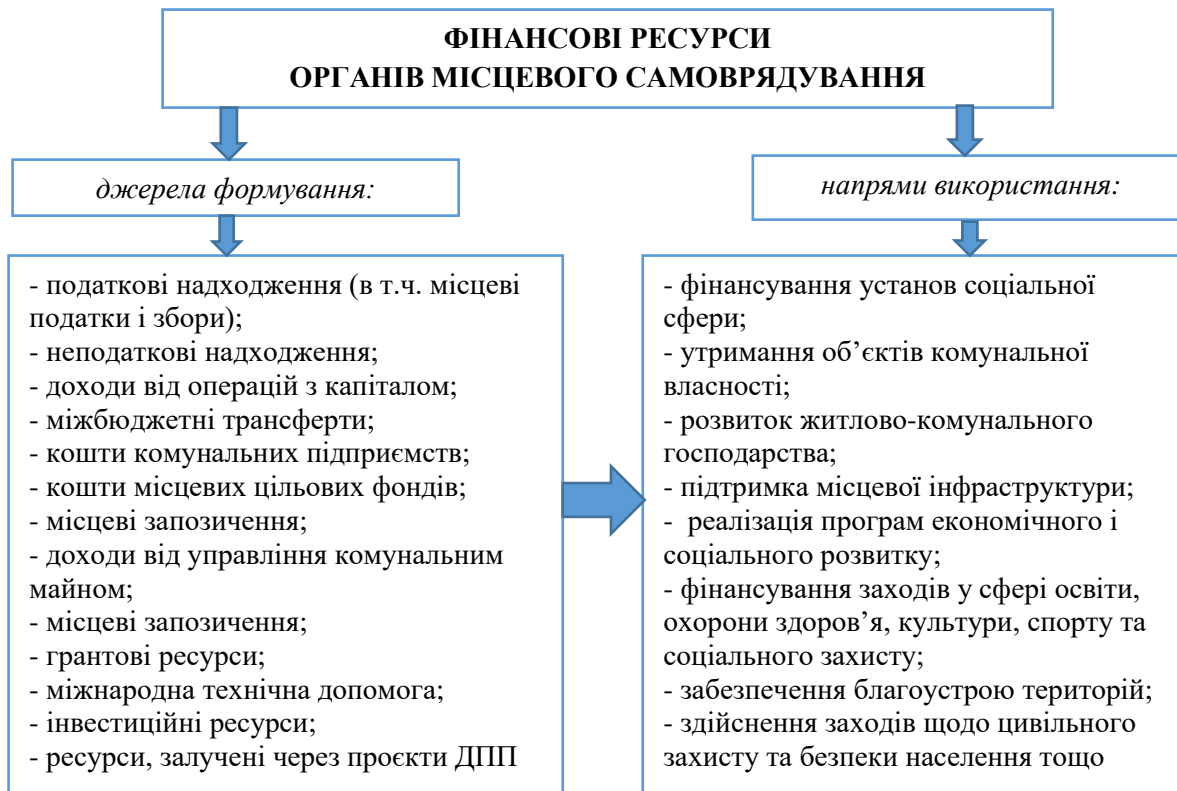 ФІНАНСОВІ РЕСУРСИ
ОРГАНІВ МІСЦЕВОГО САМОВРЯДУВАННЯ
джерела формування:
- податкові надходження (в т.ч. місцеві
податки і збори);
- неподаткові надходження;
- доходи від операцій з капіталом;
- міжбюджетні трансферти;
- кошти комунальних підприємств;
- кошти місцевих цільових фондів;
- місцеві запозичення;
- доходи від управління комунальним
майном;
- місцеві запозичення;
- грантові ресурси;
- міжнародна технічна допомога;
- інвестиційні ресурси;
- ресурси, залучені через проєкти ДПП
напрями використання:
- фінансування установ соціальної
сфери;
- утримання об’єктів комунальної
власності;
- розвиток житлово-комунального
господарства;
- підтримка місцевої інфраструктури;
- реалізація програм економічного і
соціального розвитку;
- фінансування заходів у сфері освіти,
охорони здоров’я, культури, спорту та
соціального захисту;
- забезпечення благоустрою територій;
- здійснення заходів щодо цивільного
захисту та безпеки населення тощо